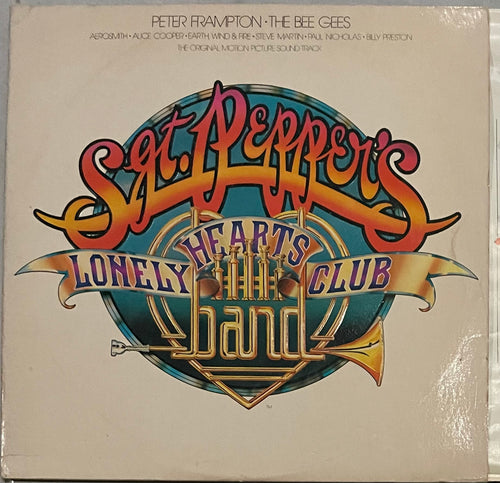 PETER FRAMPTON • THE BEE GEES
AEROSMITH • ALICE COOPER • EARTH, WIND & FIRE • STEVE MARTIN • PAUL NICHOLAS • BILLY PRESTON
THE ORIGINAL MOTION PICTURE SOUND TRACK
Sgt. Pepper's
LONELY HEARTS CLUB
band
TM